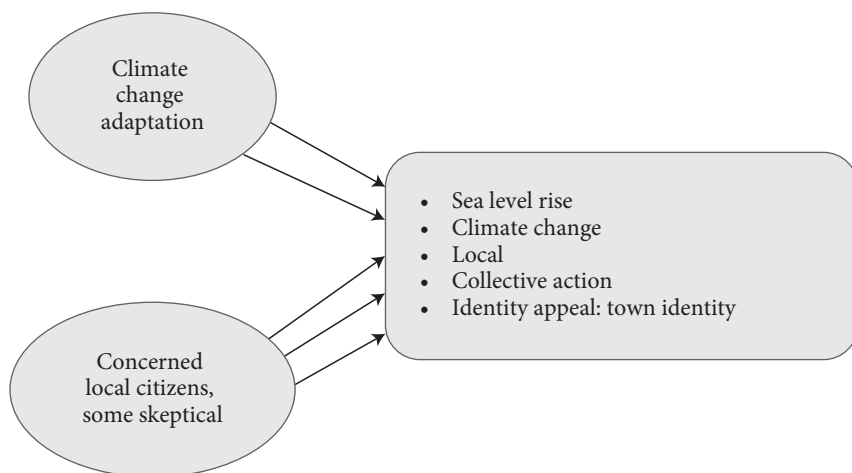 Climate
change
adaptation
• Sea level rise
• Climate change
• Local
• Collective action
• Identity appeal: town identity
Concerned
local citizens,
some skeptical